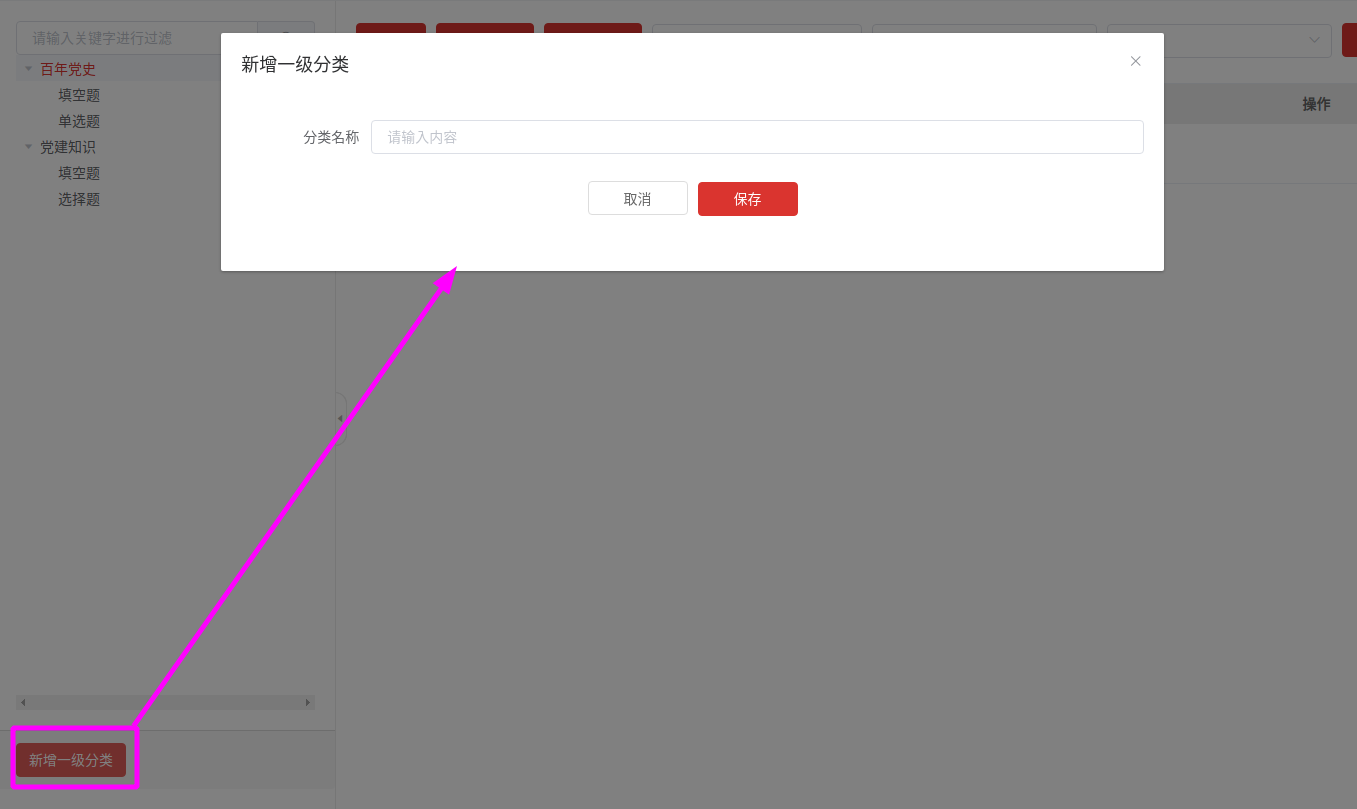 请输入关键字进行过滤
百年党史
填空题
单选题
党建知识
填空题
选择题
新增一级分类
新增一级分类
分类名称
请输入内容
取消
保存
操作